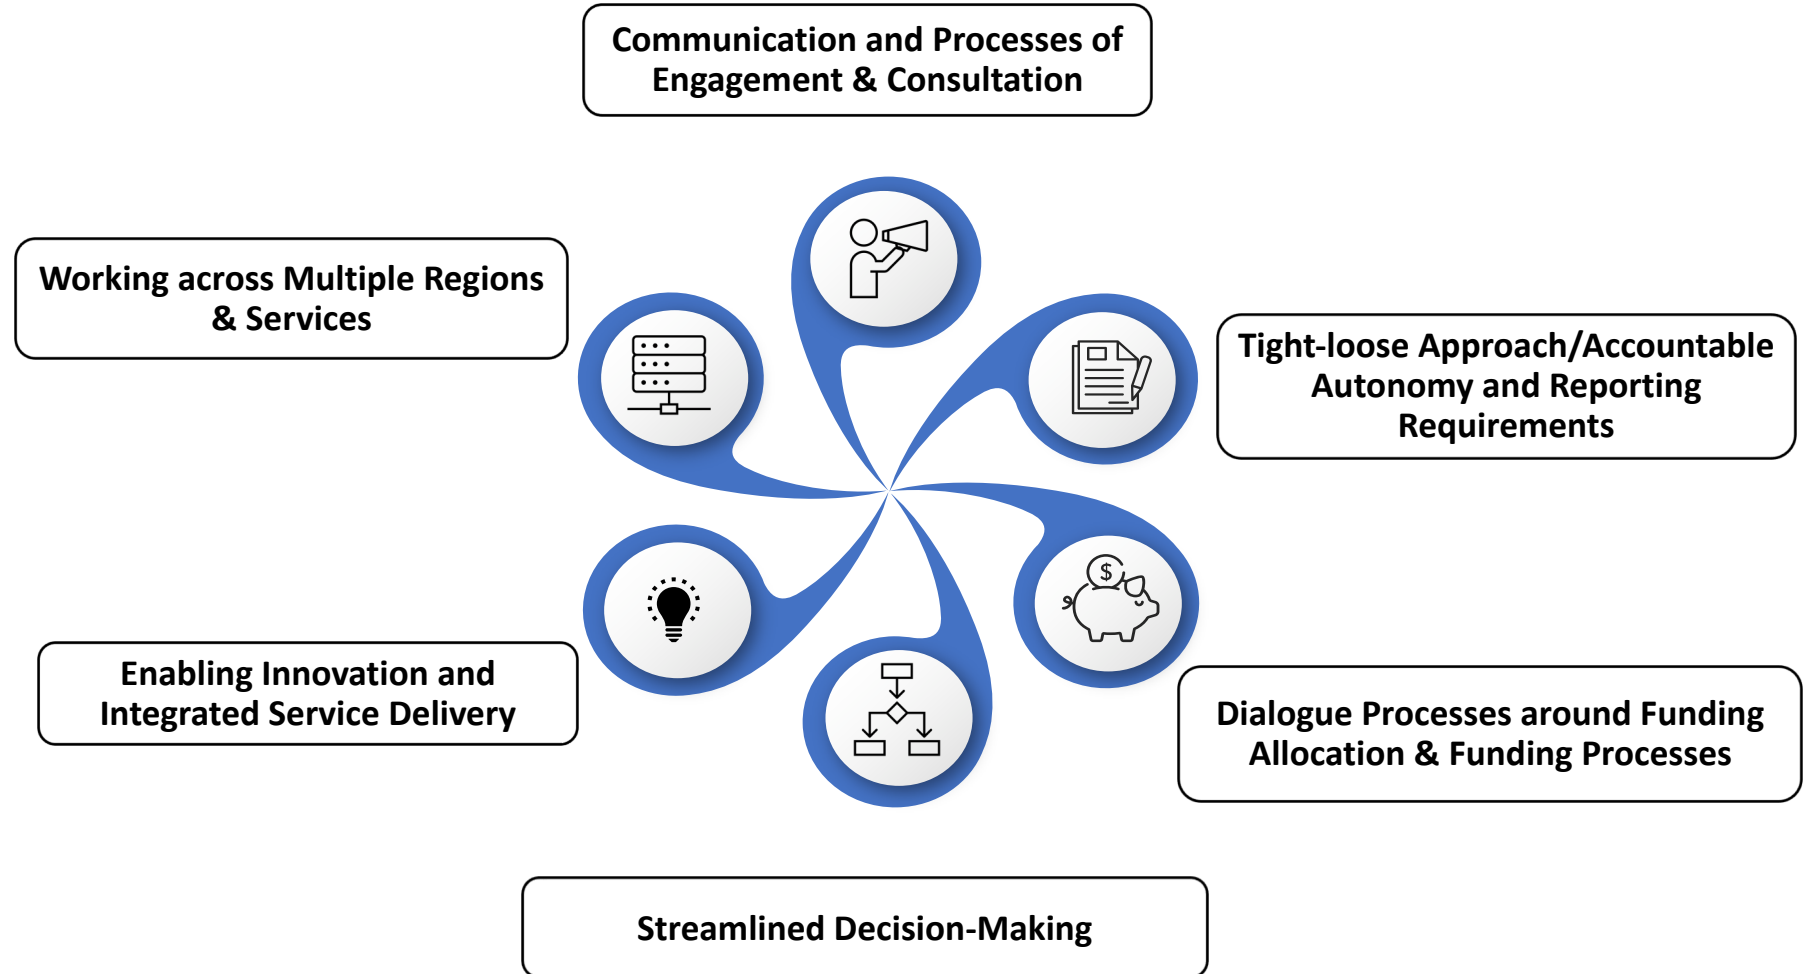 Communication and Processes of
Engagement & Consultation
Working across Multiple Regions
& Services
Tight-loose Approach/Accountable
Autonomy and Reporting
Requirements
$
Enabling Innovation and
Integrated Service Delivery
Dialogue Processes around Funding
Allocation & Funding Processes
Streamlined Decision-Making